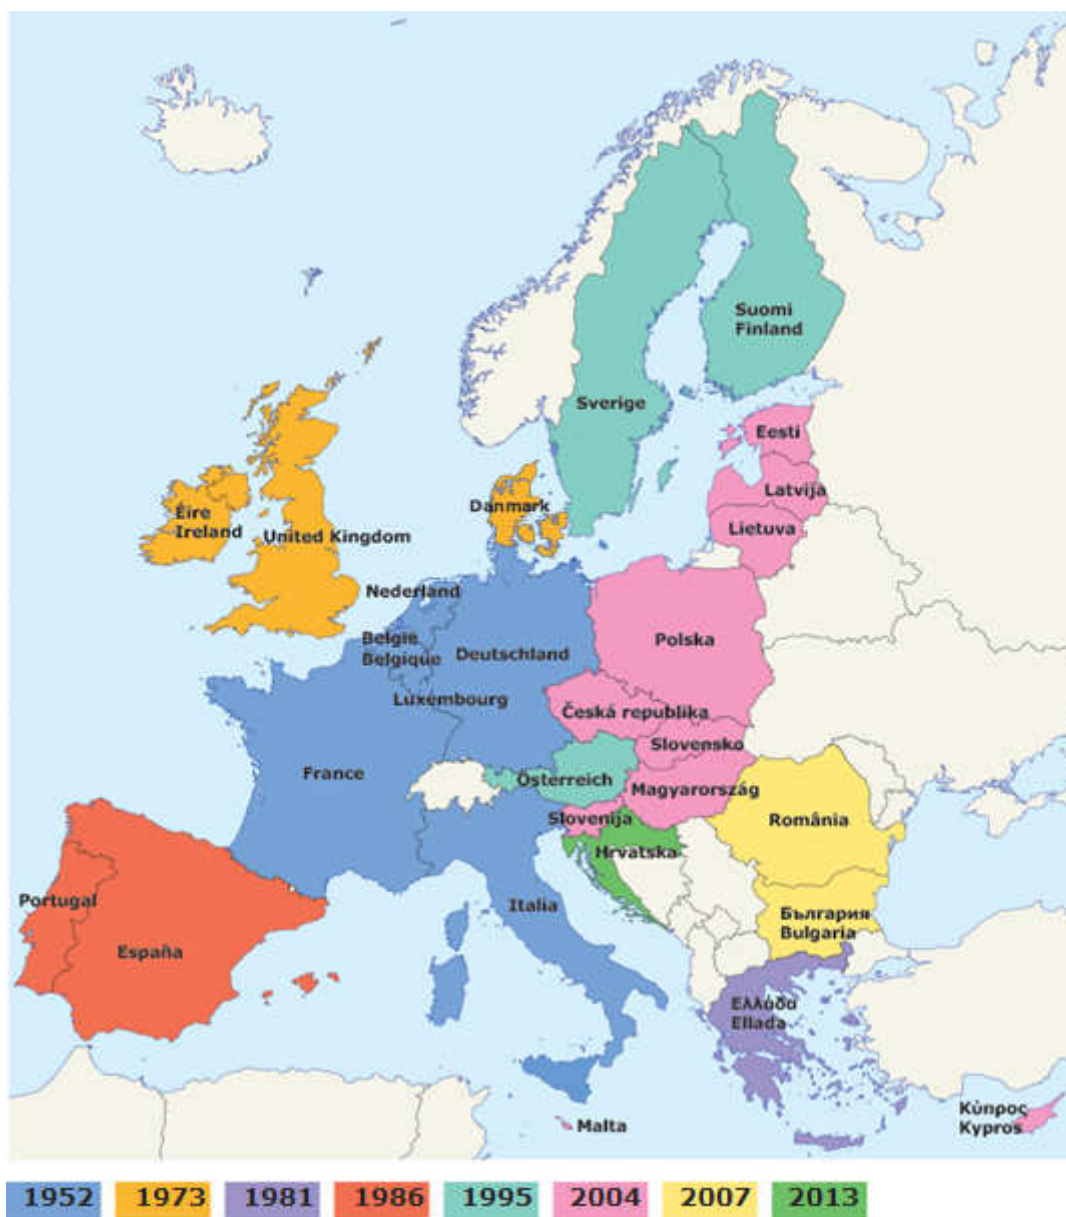 Suomi
Finland
Sverige
Eesti
Latvija
Lietuva
Danmark
Éire
Ireland
United Kingdom
Nederland
België
Belgique
Deutschland
Polska
Luxembourg
Česká republika
Slovensko
France
Österreich
Magyarország
Slovenija
România
Hrvatska
Portugal
España
Italia
България
Bulgaria
Ελλάδα
Ellada
Malta
Κύπρος
Kypros
1952 1973 1981 1986 1995 2004 2007 2013